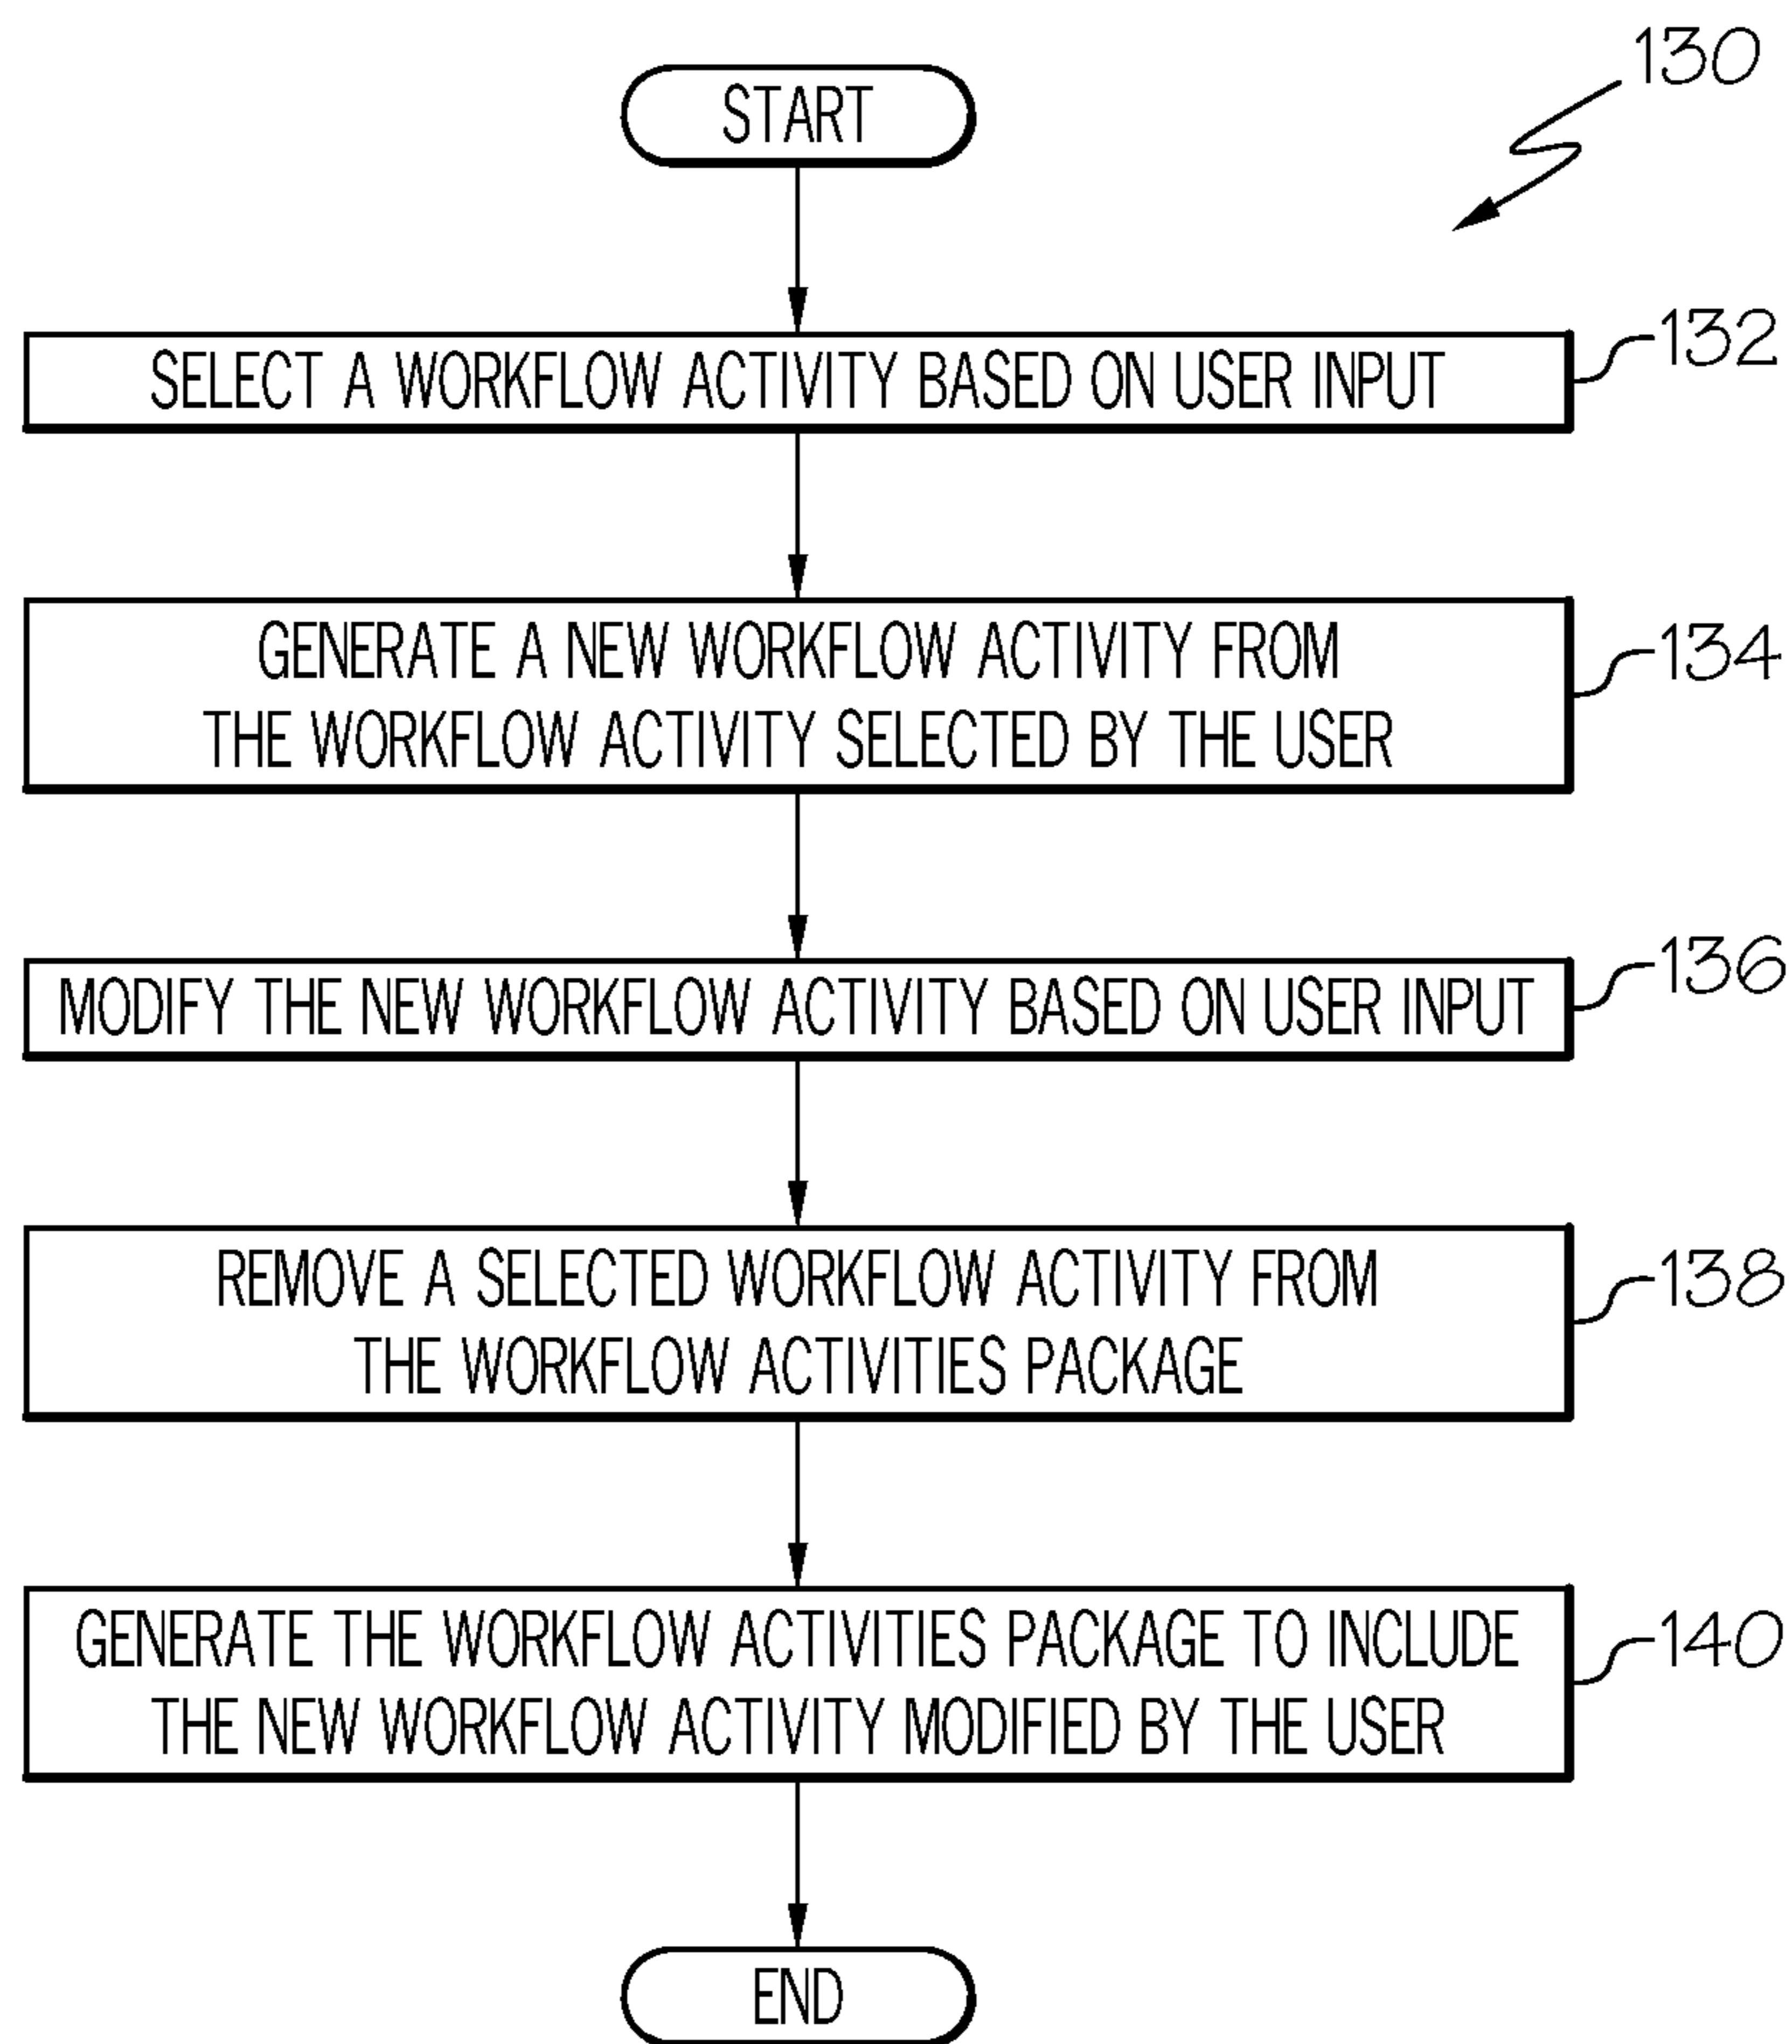 130
START
SELECT A WORKFLOW ACTIVITY BASED ON USER INPUT
132
GENERATE A NEW WORKFLOW ACTIVITY FROM
THE WORKFLOW ACTIVITY SELECTED BY THE USER
134
MODIFY THE NEW WORKFLOW ACTIVITY BASED ON USER INPUT
136
REMOVE A SELECTED WORKFLOW ACTIVITY FROM
THE WORKFLOW ACTIVITIES PACKAGE
138
GENERATE THE WORKFLOW ACTIVITIES PACKAGE TO INCLUDE
THE NEW WORKFLOW ACTIVITY MODIFIED BY THE USER
140
END